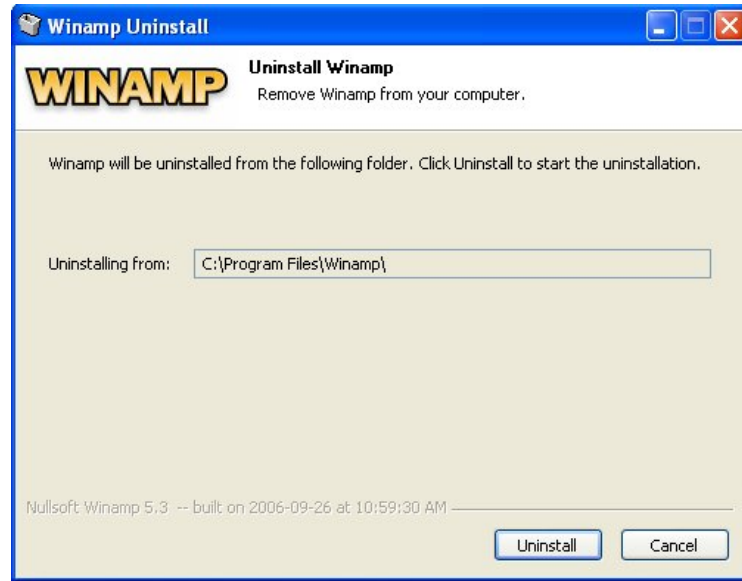 Winamp Uninstall
WINAMP
Uninstall Winamp
Remove Winamp from your computer.
Winamp will be uninstalled from the following folder. Click Uninstall to start the uninstallation.
Uninstalling from: C:\Program Files\Winamp\
Nullsoft Winamp 5.3 -- built on 2006-09-26 at 10:59:30 AM
Uninstall Cancel